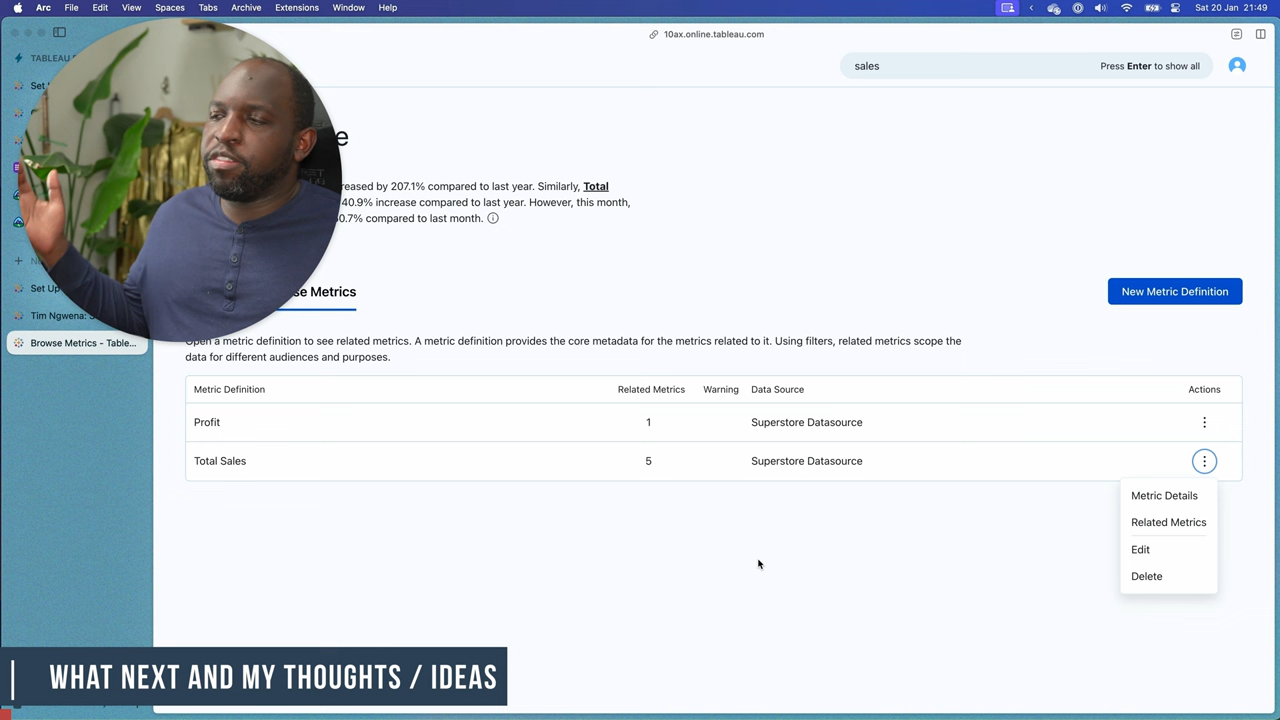 Arc File Edit View Spaces Tabs Archive Extensions Window Help Sat 20 Jan 21:49
10ax.online.tableau.com
TABLEAU
sales Press Enter to show all
Set
e
reased by 207.1% compared to last year. Similarly, Total
40.9% increase compared to last year. However, this month,
0.7% compared to last month.
Set Up
se Metrics
New Metric Definition
Tim Ngwena:
Browse Metrics - Table...
Open a metric definition to see related metrics. A metric definition provides the core metadata for the metrics related to it. Using filters, related metrics scope the
data for different audiences and purposes.
Metric Definition Related Metrics Warning Data Source Actions
Profit 1 Superstore Datasource
Total Sales 5 Superstore Datasource
Metric Details
Related Metrics
Edit
Delete
WHAT NEXT AND MY THOUGHTS / IDEAS